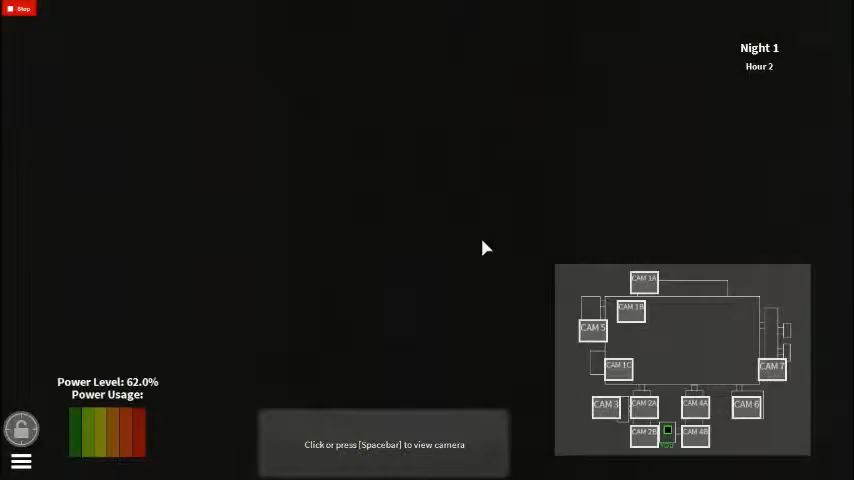 Stop
Night 1
Hour 2
CAM 1A
CAM 1B
CAM 5
CAM 1C
CAM 7
CAM 3
CAM 2A
CAM 4A
CAM 6
CAM 2B
YOU
CAM 4B
Power Level: 62.0%
Power Usage:
Click or press [Spacebar] to view camera